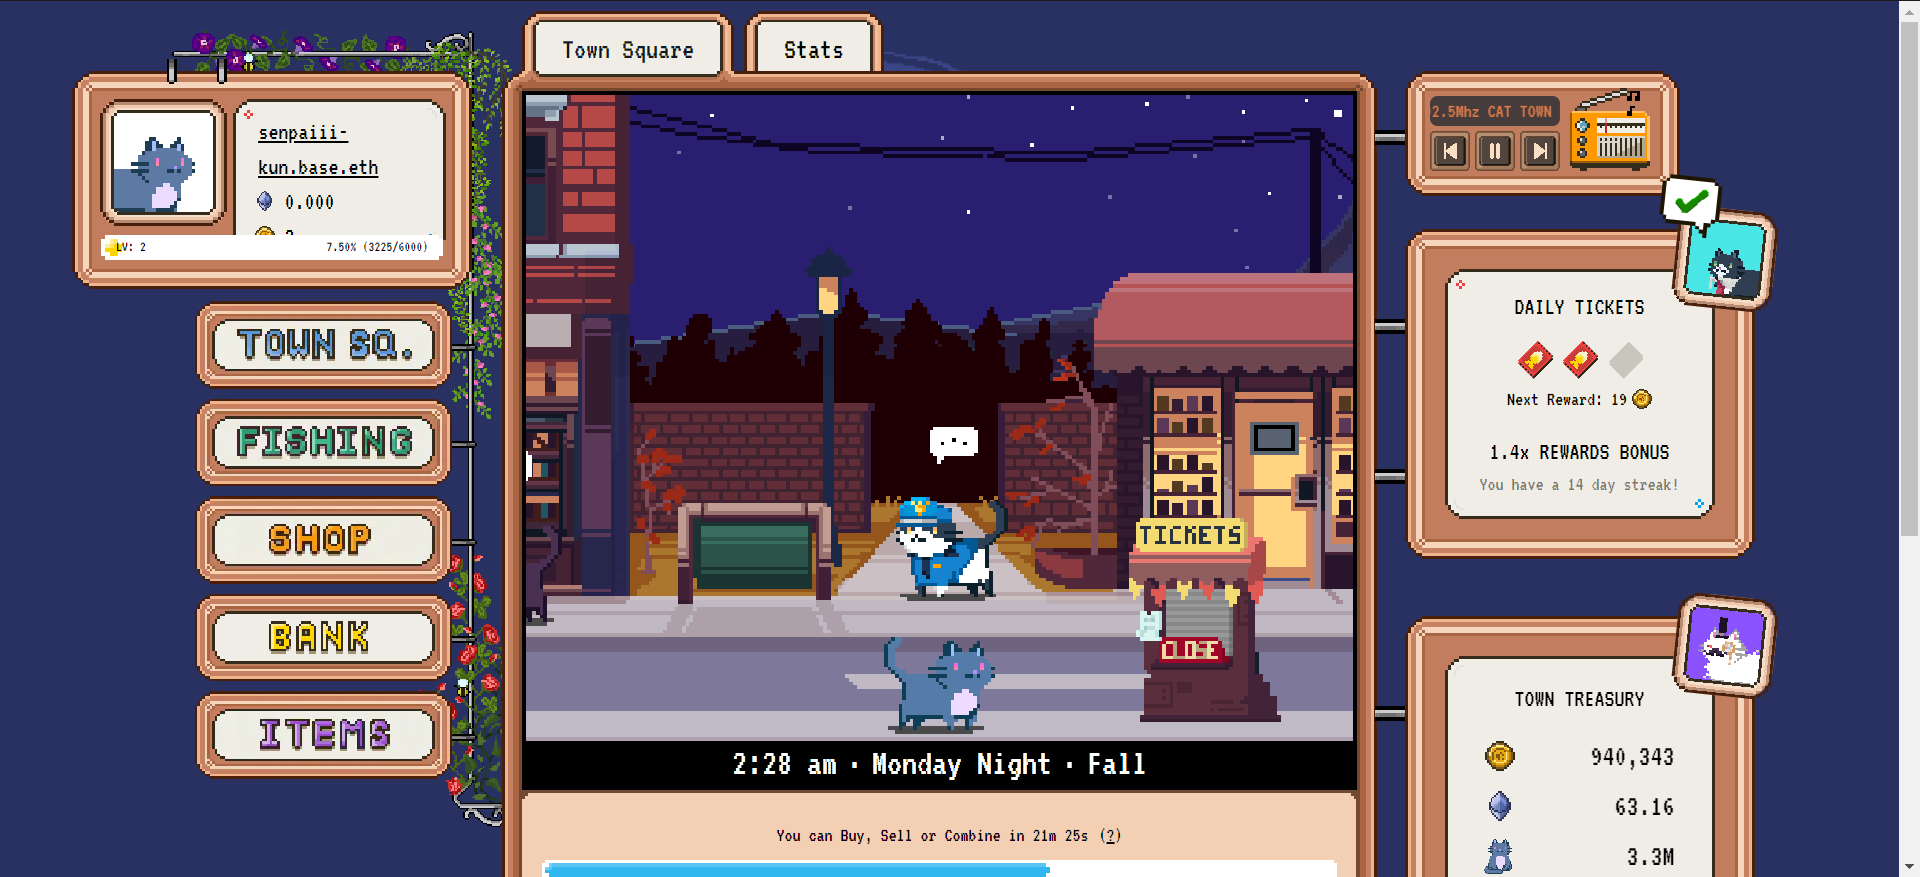 Town Square
Stats
senpaiii-
kun.base.eth
0.000
LV: 2
7.50% (3225/6000)
TOWN SQ.
FISHING
SHOP
BANK
ITEMS
...
TICKETS
CLOSE
2:28 am · Monday Night · Fall
You can Buy, Sell or Combine in 21m 25s (?)
2.5Mhz CAT TOWN
DAILY TICKETS
Next Reward: 19
1.4x REWARDS BONUS
You have a 14 day streak!
TOWN TREASURY
940,343
63.16
3.3M